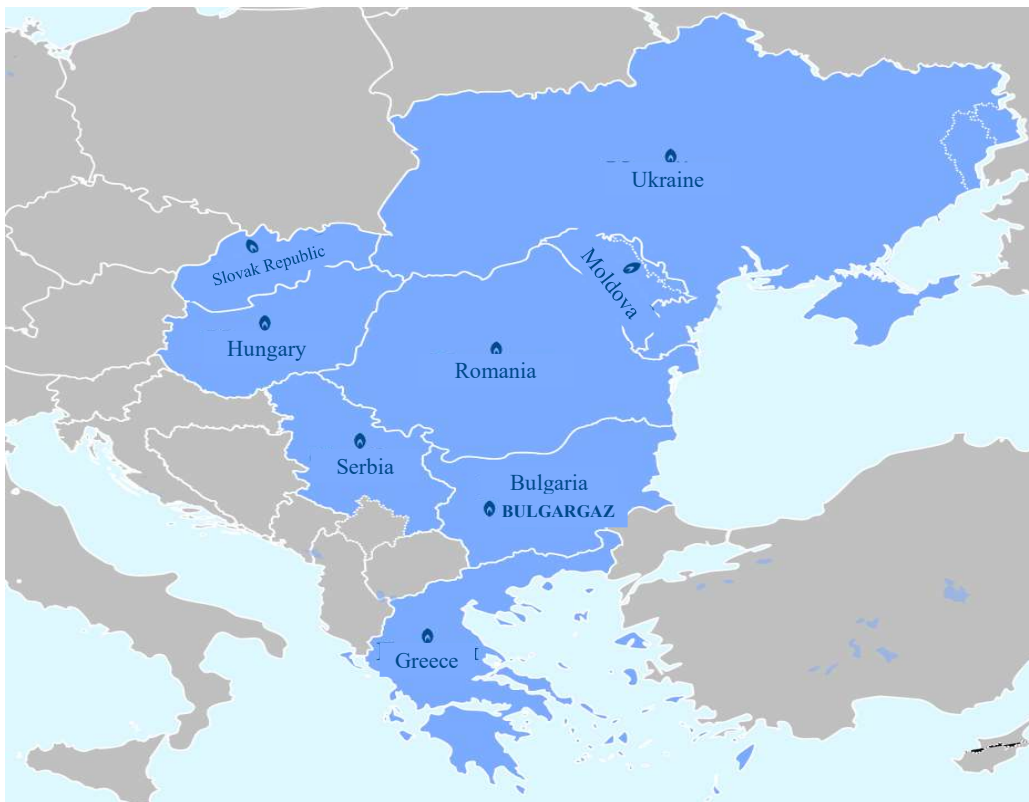 Ukraine
Slovak Republic
Moldova
Hungary
Romania
Serbia
Bulgaria
BULGARGAZ
Greece